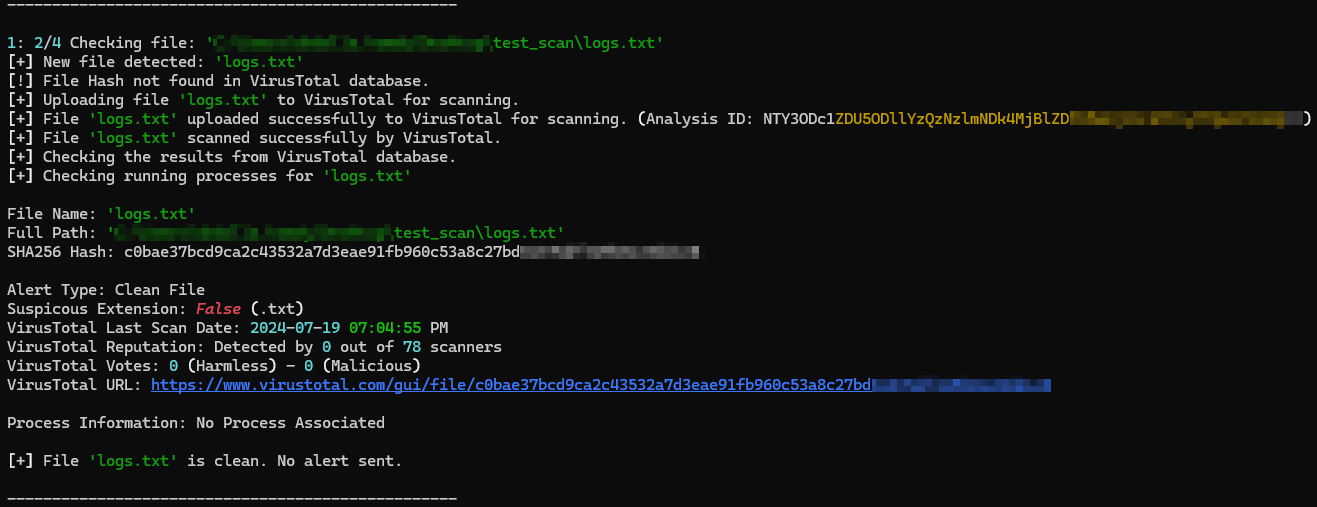 --------------------------------------------------
1: 2/4 Checking file: 'test_scan\logs.txt'
[+] New file detected: 'logs.txt'
[!] File Hash not found in VirusTotal database.
[+] Uploading file 'logs.txt' to VirusTotal for scanning.
[+] File 'logs.txt' uploaded successfully to VirusTotal for scanning. (Analysis ID: NTY3ODc1ZDU5ODllYzQzNzlmNDk4MjBlZD)
[+] File 'logs.txt' scanned successfully by VirusTotal.
[+] Checking the results from VirusTotal database.
[+] Checking running processes for 'logs.txt'
File Name: 'logs.txt'
Full Path: 'test_scan\logs.txt'
SHA256 Hash: c0bae37bcd9ca2c43532a7d3eae91fb960c53a8c27bd
Alert Type: Clean File
Suspicous Extension: False (.txt)
VirusTotal Last Scan Date: 2024-07-19 07:04:55 PM
VirusTotal Reputation: Detected by 0 out of 78 scanners
VirusTotal Votes: 0 (Harmless) - 0 (Malicious)
VirusTotal URL: https://www.virustotal.com/gui/file/c0bae37bcd9ca2c43532a7d3eae91fb960c53a8c27bd
Process Information: No Process Associated
[+] File 'logs.txt' is clean. No alert sent.
--------------------------------------------------